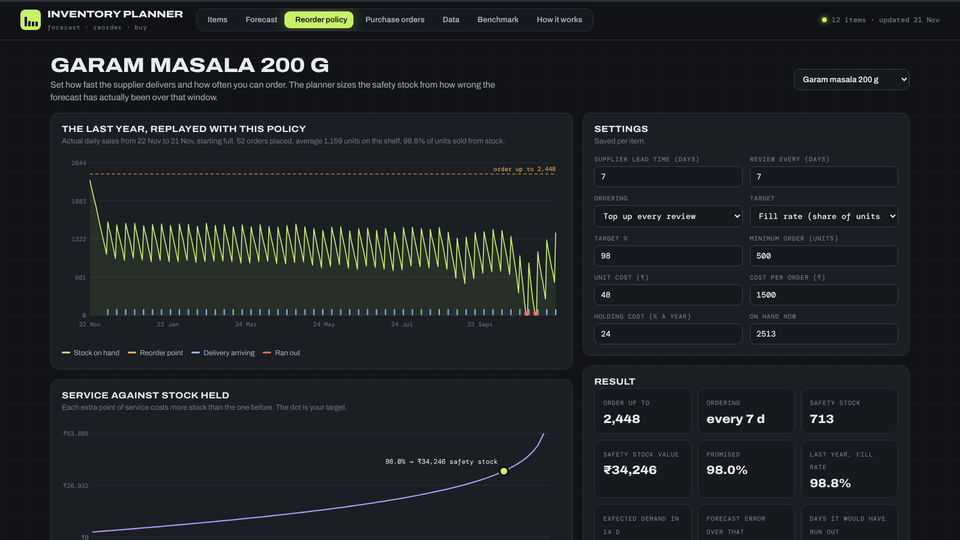 INVENTORY PLANNER
forecast · reorder · buy
Items
Forecast
Reorder policy
Purchase orders
Data
Benchmark
How it works
12 items · updated 21 Nov
GARAM MASALA 200 G
Set how fast the supplier delivers and how often you can order. The planner sizes the safety stock from how wrong the
forecast has actually been over that window.
Garam masala 200 g
THE LAST YEAR, REPLAYED WITH THIS POLICY
Actual daily sales from 22 Nov to 21 Nov, starting full. 52 orders placed, average 1,159 units on the shelf, 98.8% of units sold from stock.
2644
order up to 2,448
1983
1322
661
0
22 Nov
22 Jan
24 Mar
24 May
24 Jul
23 Sept
Stock on hand
Reorder point
Delivery arriving
Ran out
SERVICE AGAINST STOCK HELD
Each extra point of service costs more stock than the one before. The dot is your target.
₹53,865
98.0% → ₹34,246 safety stock
₹26,932
₹0
SETTINGS
Saved per item.
SUPPLIER LEAD TIME (DAYS)
REVIEW EVERY (DAYS)
7
7
ORDERING
TARGET
Top up every review
Fill rate (share of units
TARGET %
MINIMUM ORDER (UNITS)
98
500
UNIT COST (₹)
COST PER ORDER (₹)
48
1500
HOLDING COST (% A YEAR)
ON HAND NOW
24
2513
RESULT
ORDER UP TO
ORDERING
SAFETY STOCK
2,448
every 7 d
713
SAFETY STOCK VALUE
PROMISED
LAST YEAR, FILL
RATE
₹34,246
98.0%
98.8%
EXPECTED DEMAND IN
14 D
FORECAST ERROR
OVER THAT
DAYS IT WOULD HAVE
RUN OUT